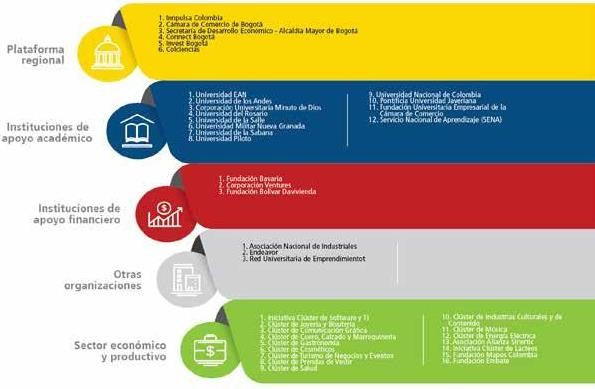 Plataforma
regional
1. Innpulsa Colombia
2. Cámara de Comercio de Bogotá
3. Secretaría de Desarrollo Económico - Alcaldía Mayor de Bogotá
4. Connect Bogotá
5. Invest Bogotá
6. Colciencias
Instituciones de
apoyo académico
1. Universidad EAN
2. Universidad de los Andes
3. Corporación Universitaria Minuto de Dios
4. Universidad del Rosario
5. Universidad de la Salle
6. Universidad Militar Nueva Granada
7. Universidad de la Sabana
8. Universidad Piloto
9. Universidad Nacional de Colombia
10. Pontificia Universidad Javeriana
11. Fundación Universitaria Empresarial de la
Cámara de Comercio
12. Servicio Nacional de Aprendizaje (SENA)
Instituciones de
apoyo financiero
1. Fundación Bavaria
2. Corporación Ventures
3. Fundación Bolívar Davivienda
Otras
organizaciones
1. Asociación Nacional de Industriales
2. Endeavor
3. Red Universitaria de Emprendimientot
Sector económico
y productivo
1. Iniciativa Clúster de Software y TI
2. Clúster de Joyería y Bisutería
3. Clúster de Comunicación Gráfica
4. Clúster de Cuero, Calzado y Marroquinería
5. Clúster de Gastronomía
6. Clúster de Cosméticos
7. Clúster de Turismo de Negocios y Eventos
8. Clúster de Prendas de Vestir
9. Clúster de Salud
10. Clúster de Industrias Culturales y de
Contenido
11. Clúster de Música
12. Clúster de Energía Eléctrica
13. Asociación Alianza Sinertic
14. Iniciativa Clúster de Lácteos
15. Fundación Mapos Colombia
16. Fundación